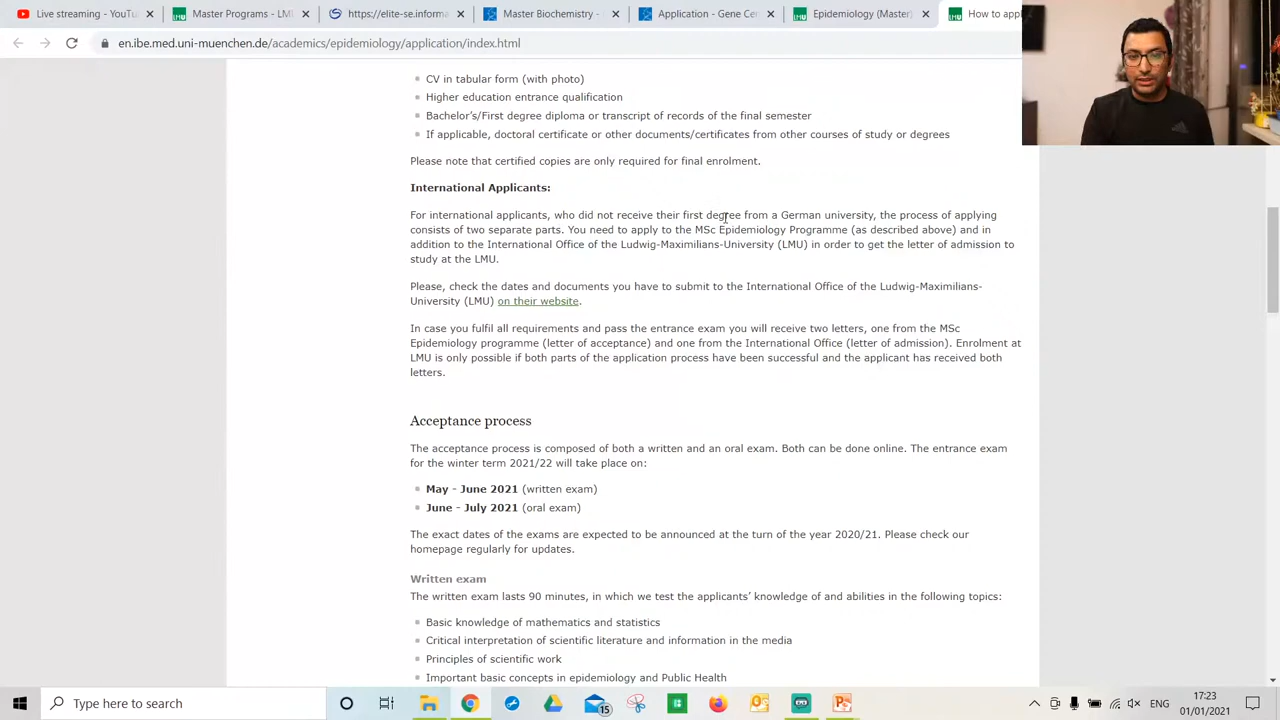 Live streaming - YouTu
Master Programs - LMU
https://elite-se.informa
Master Biochemistry -
Application - Gene Cen
Epidemiology (Master)
How to appl
en.ibe.med.uni-muenchen.de/academics/epidemiology/application/index.html
CV in tabular form (with photo)
Higher education entrance qualification
Bachelor's/First degree diploma or transcript of records of the final semester
If applicable, doctoral certificate or other documents/certificates from other courses of study or degrees
Please note that certified copies are only required for final enrolment.
International Applicants:
For international applicants, who did not receive their first degree from a German university, the process of applying
consists of two separate parts. You need to apply to the MSc Epidemiology Programme (as described above) and in
addition to the International Office of the Ludwig-Maximilians-University (LMU) in order to get the letter of admission to
study at the LMU.
Please, check the dates and documents you have to submit to the International Office of the Ludwig-Maximilians-
University (LMU) on their website.
In case you fulfil all requirements and pass the entrance exam you will receive two letters, one from the MSc
Epidemiology programme (letter of acceptance) and one from the International Office (letter of admission). Enrolment at
LMU is only possible if both parts of the application process have been successful and the applicant has received both
letters.
Acceptance process
The acceptance process is composed of both a written and an oral exam. Both can be done online. The entrance exam
for the winter term 2021/22 will take place on:
May - June 2021 (written exam)
June - July 2021 (oral exam)
The exact dates of the exams are expected to be announced at the turn of the year 2020/21. Please check our
homepage regularly for updates.
Written exam
The written exam lasts 90 minutes, in which we test the applicants' knowledge of and abilities in the following topics:
Basic knowledge of mathematics and statistics
Critical interpretation of scientific literature and information in the media
Principles of scientific work
Important basic concepts in epidemiology and Public Health
Type here to search
15
ENG
17:23
01/01/2021